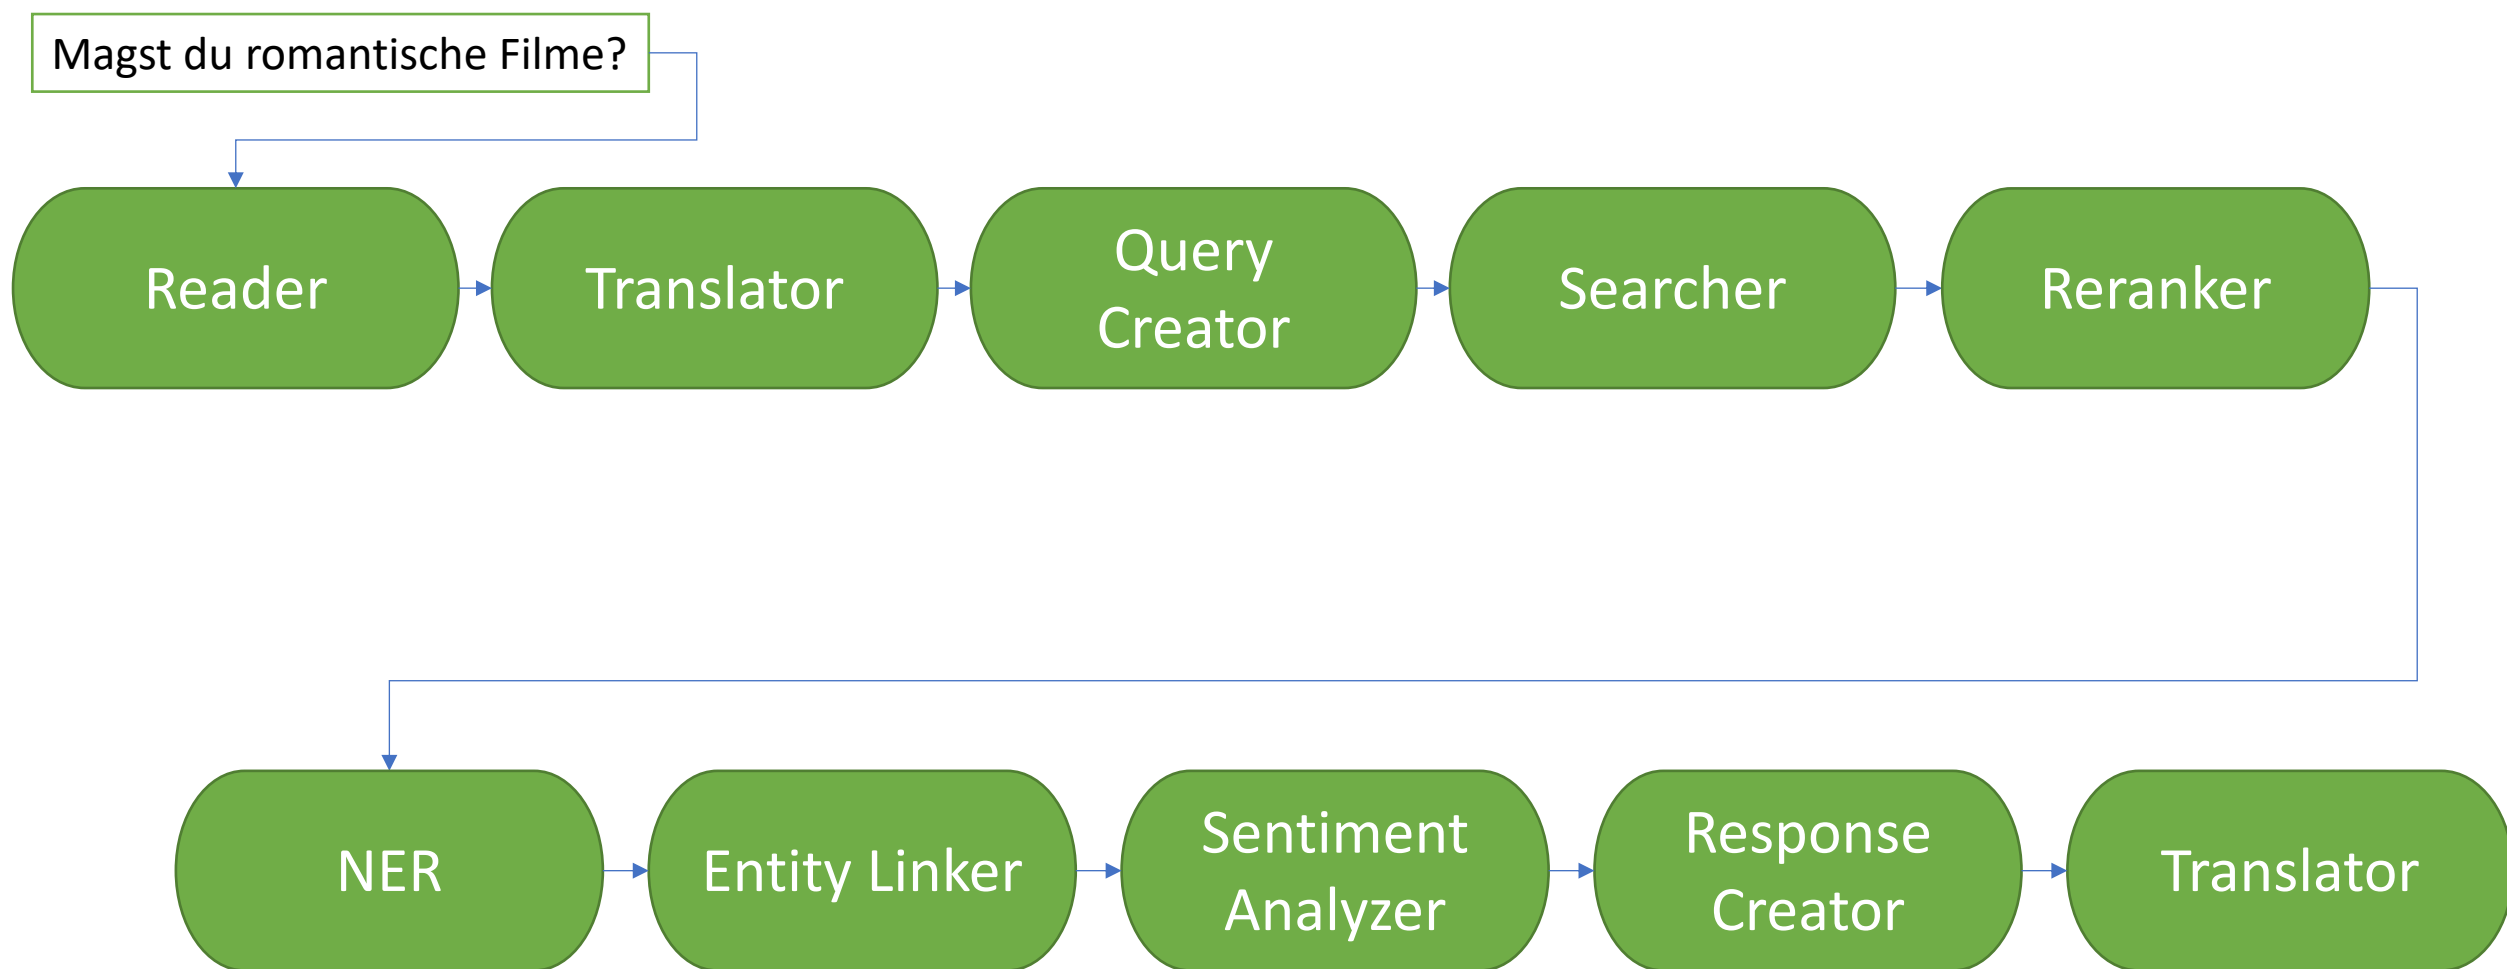 Magst du romantische Filme?
Reader
Translator
Query
Creator
Searcher
Reranker
NER
Entity Linker
Sentiment
Analyzer
Response
Creator
Translator